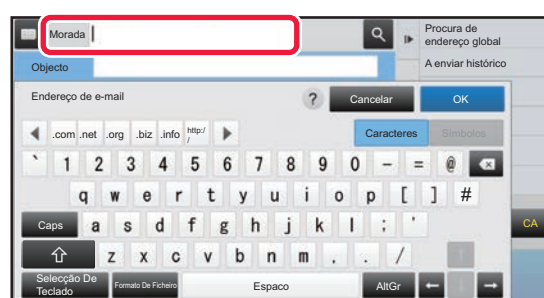 Morada
Procura de
endereço global
Objecto
A enviar histórico
Endereço de e-mail
?
Cancelar
OK
.com .net .org .biz .info http:/
/
Caracteres
Símbolos
` 1 2 3 4 5 6 7 8 9 0 - = @
q w e r t y u i o p [ ] #
Caps a s d f g h j k l ; '
CA
z x c v b n m . . /
Selecção De
Teclado
Formato De Ficheiro
Espaco
AltGr